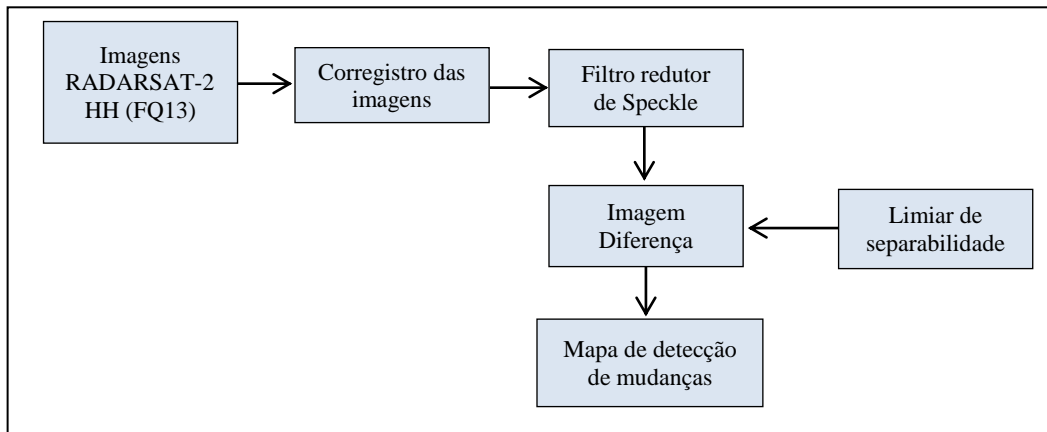 Imagens
RADARSAT-2
HH (FQ13)
Corregistro das
imagens
Filtro redutor
de Speckle
Imagem
Diferença
Limiar de
separabilidade
Mapa de detecção
de mudanças